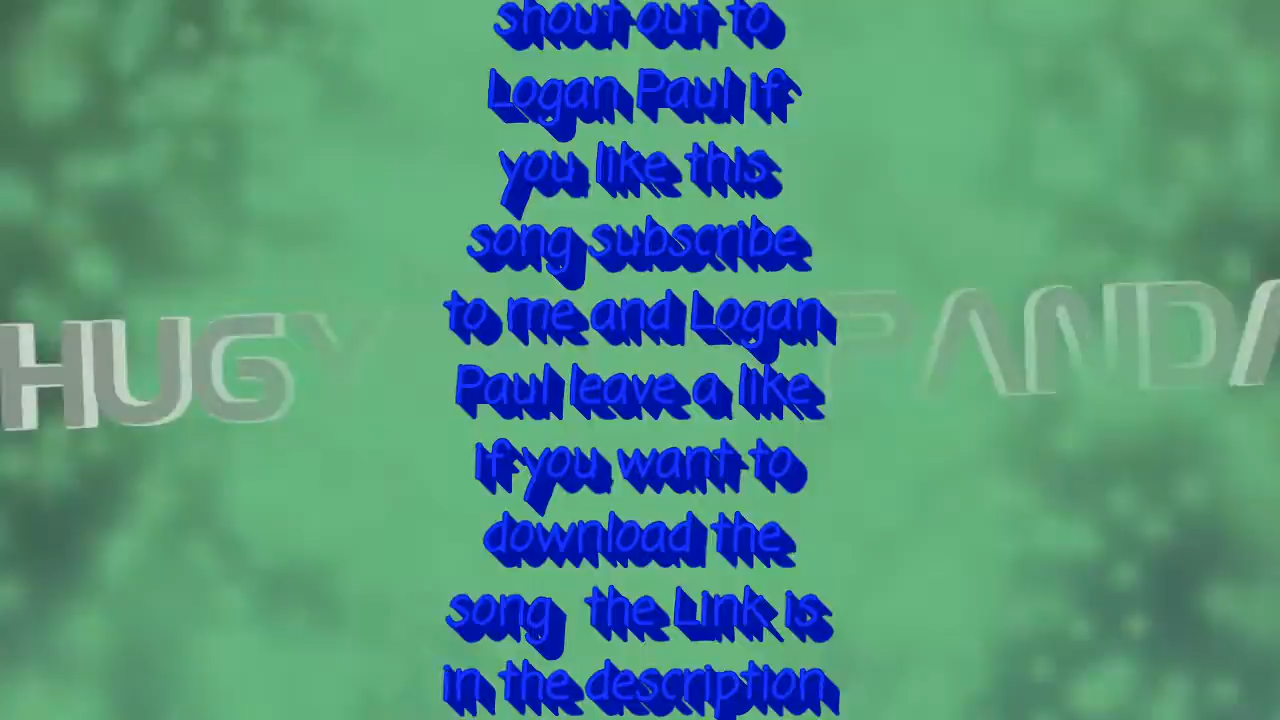 shout out to
Logan Paul if
you like this
song subscribe
to me and Logan
HUGY PANDA
Paul leave a like
if you want to
download the
song the Link is
in the description